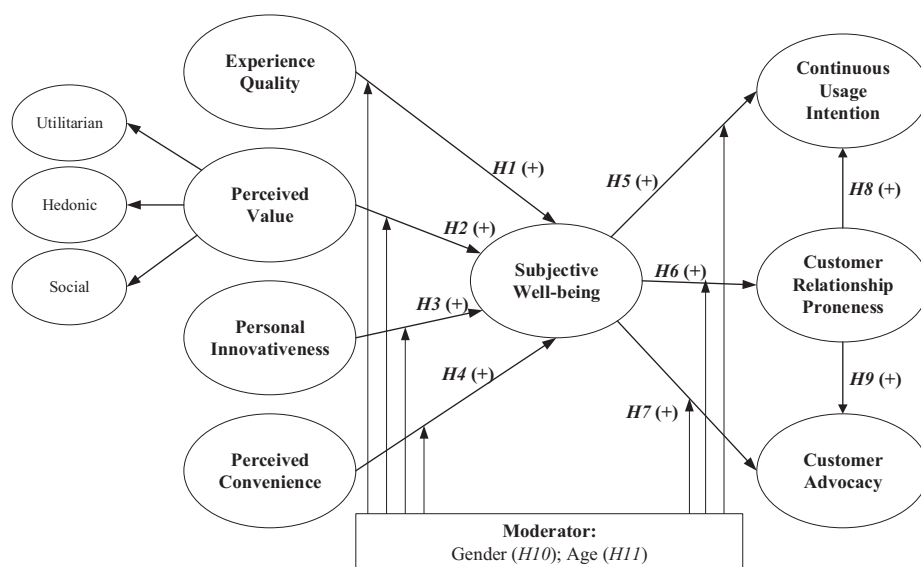 Experience
Quality
Continuous
Usage
Intention
Utilitarian
H1 (+)
H5 (+)
H8 (+)
Hedonic
Perceived
Value
H2 (+)
Subjective
Well-being
H6 (+)
Customer
Relationship
Proneness
Social
H3 (+)
Personal
Innovativeness
H4 (+)
H9 (+)
H7 (+)
Perceived
Convenience
Customer
Advocacy
Moderator:
Gender (H10); Age (H11)